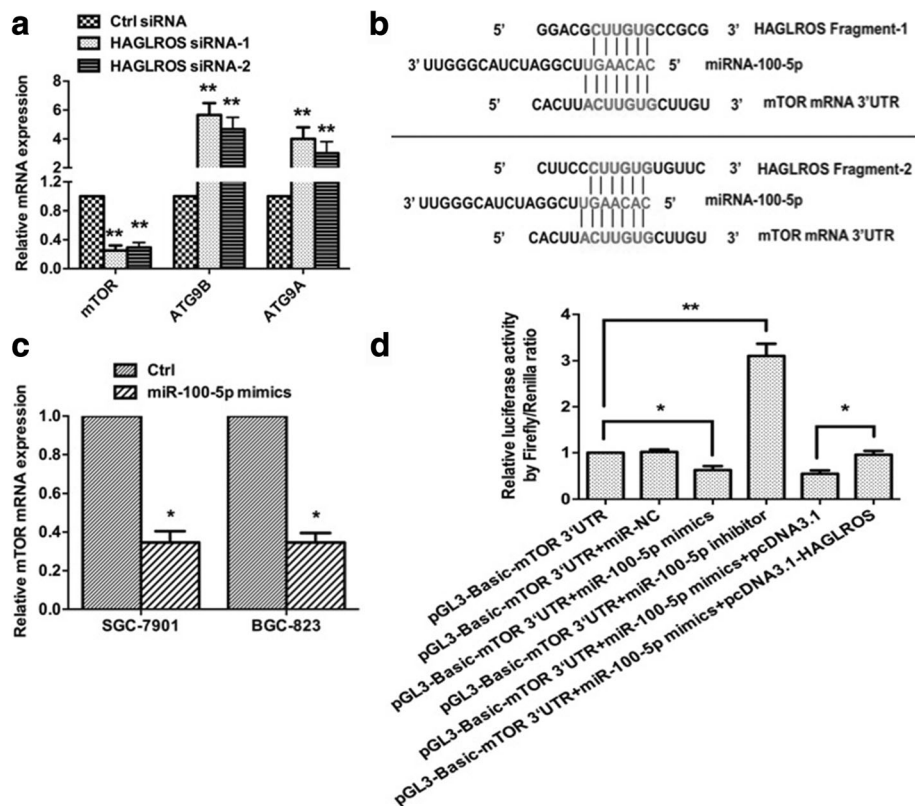 a
Ctrl siRNA
HAGLROS siRNA-1
HAGLROS siRNA-2
Relative mRNA expression
8
6
4
2
1.2
0.8
0.4
0.0
**
**
**
**
**
**
mTOR
ATG9B
ATG9A
b
5’ GGACGCUUGUGCCGCG 3’ HAGLROS Fragment-1
3’ UUGGGCAUCUAGGCUUGAACAC 5’ miRNA-100-5p
5’ CACUUACUUGUGCUUGU 3’ mTOR mRNA 3’UTR
5’ CUUCCCUUGUGUGUUC 3’ HAGLROS Fragment-2
3’ UUGGGCAUCUAGGCUUGAACAC 5’ miRNA-100-5p
5’ CACUUACUUGUGCUUGU 3’ mTOR mRNA 3’UTR
c
Ctrl
miR-100-5p mimics
Relative mTOR mRNA expression
1.0
0.8
0.6
0.4
0.2
0.0
*
*
SGC-7901
BGC-823
d
Relative luciferase activity
by Firefly/Renilla ratio
4
3
2
1
0
**
*
*
pGL3-Basic-mTOR 3‘UTR
pGL3-Basic-mTOR 3‘UTR+miR-NC
pGL3-Basic-mTOR 3‘UTR+miR-100-5p mimics
pGL3-Basic-mTOR 3‘UTR+miR-100-5p inhibitor
pGL3-Basic-mTOR 3‘UTR+miR-100-5p mimics+pcDNA3.1
pGL3-Basic-mTOR 3‘UTR+miR-100-5p mimics+pcDNA3.1-HAGLROS